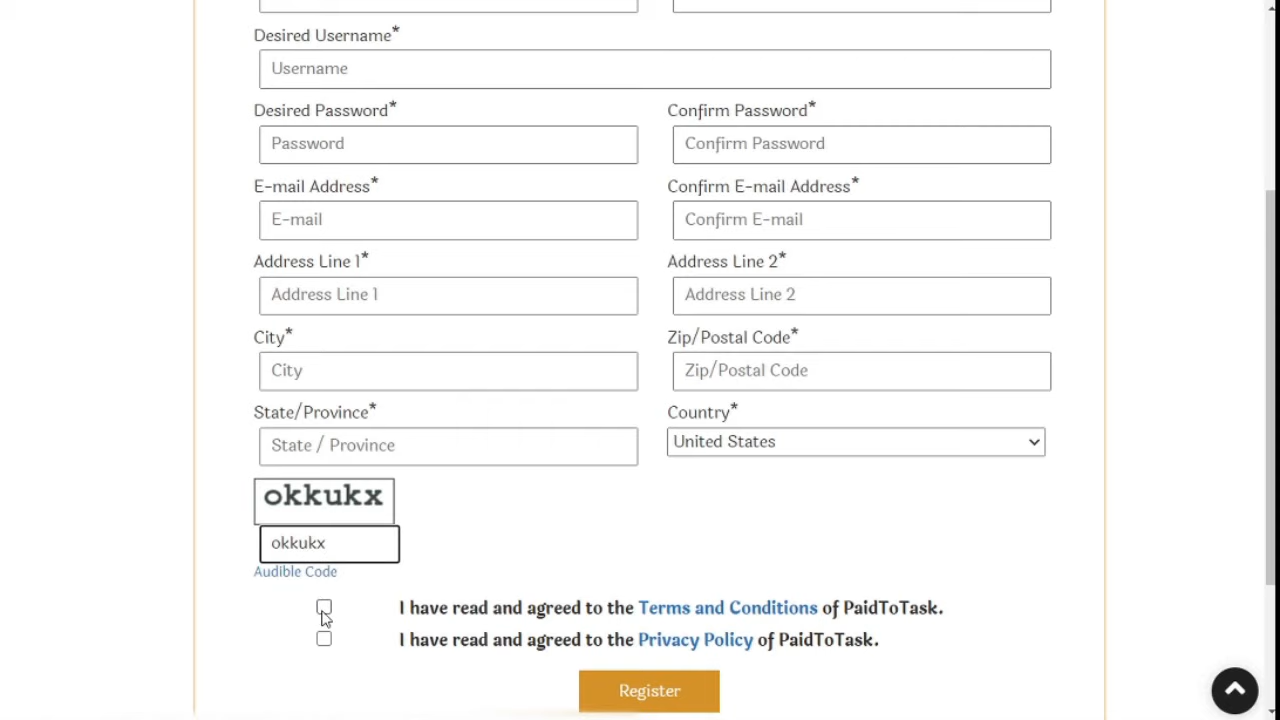 Desired Username*
Username
Desired Password* Confirm Password*
Password Confirm Password
E-mail Address* Confirm E-mail Address*
E-mail Confirm E-mail
Address Line 1* Address Line 2*
Address Line 1 Address Line 2
City* Zip/Postal Code*
City Zip/Postal Code
State/Province* Country*
State / Province United States
okkukx
okkukx
Audible Code
I have read and agreed to the Terms and Conditions of PaidToTask.
I have read and agreed to the Privacy Policy of PaidToTask.
Register